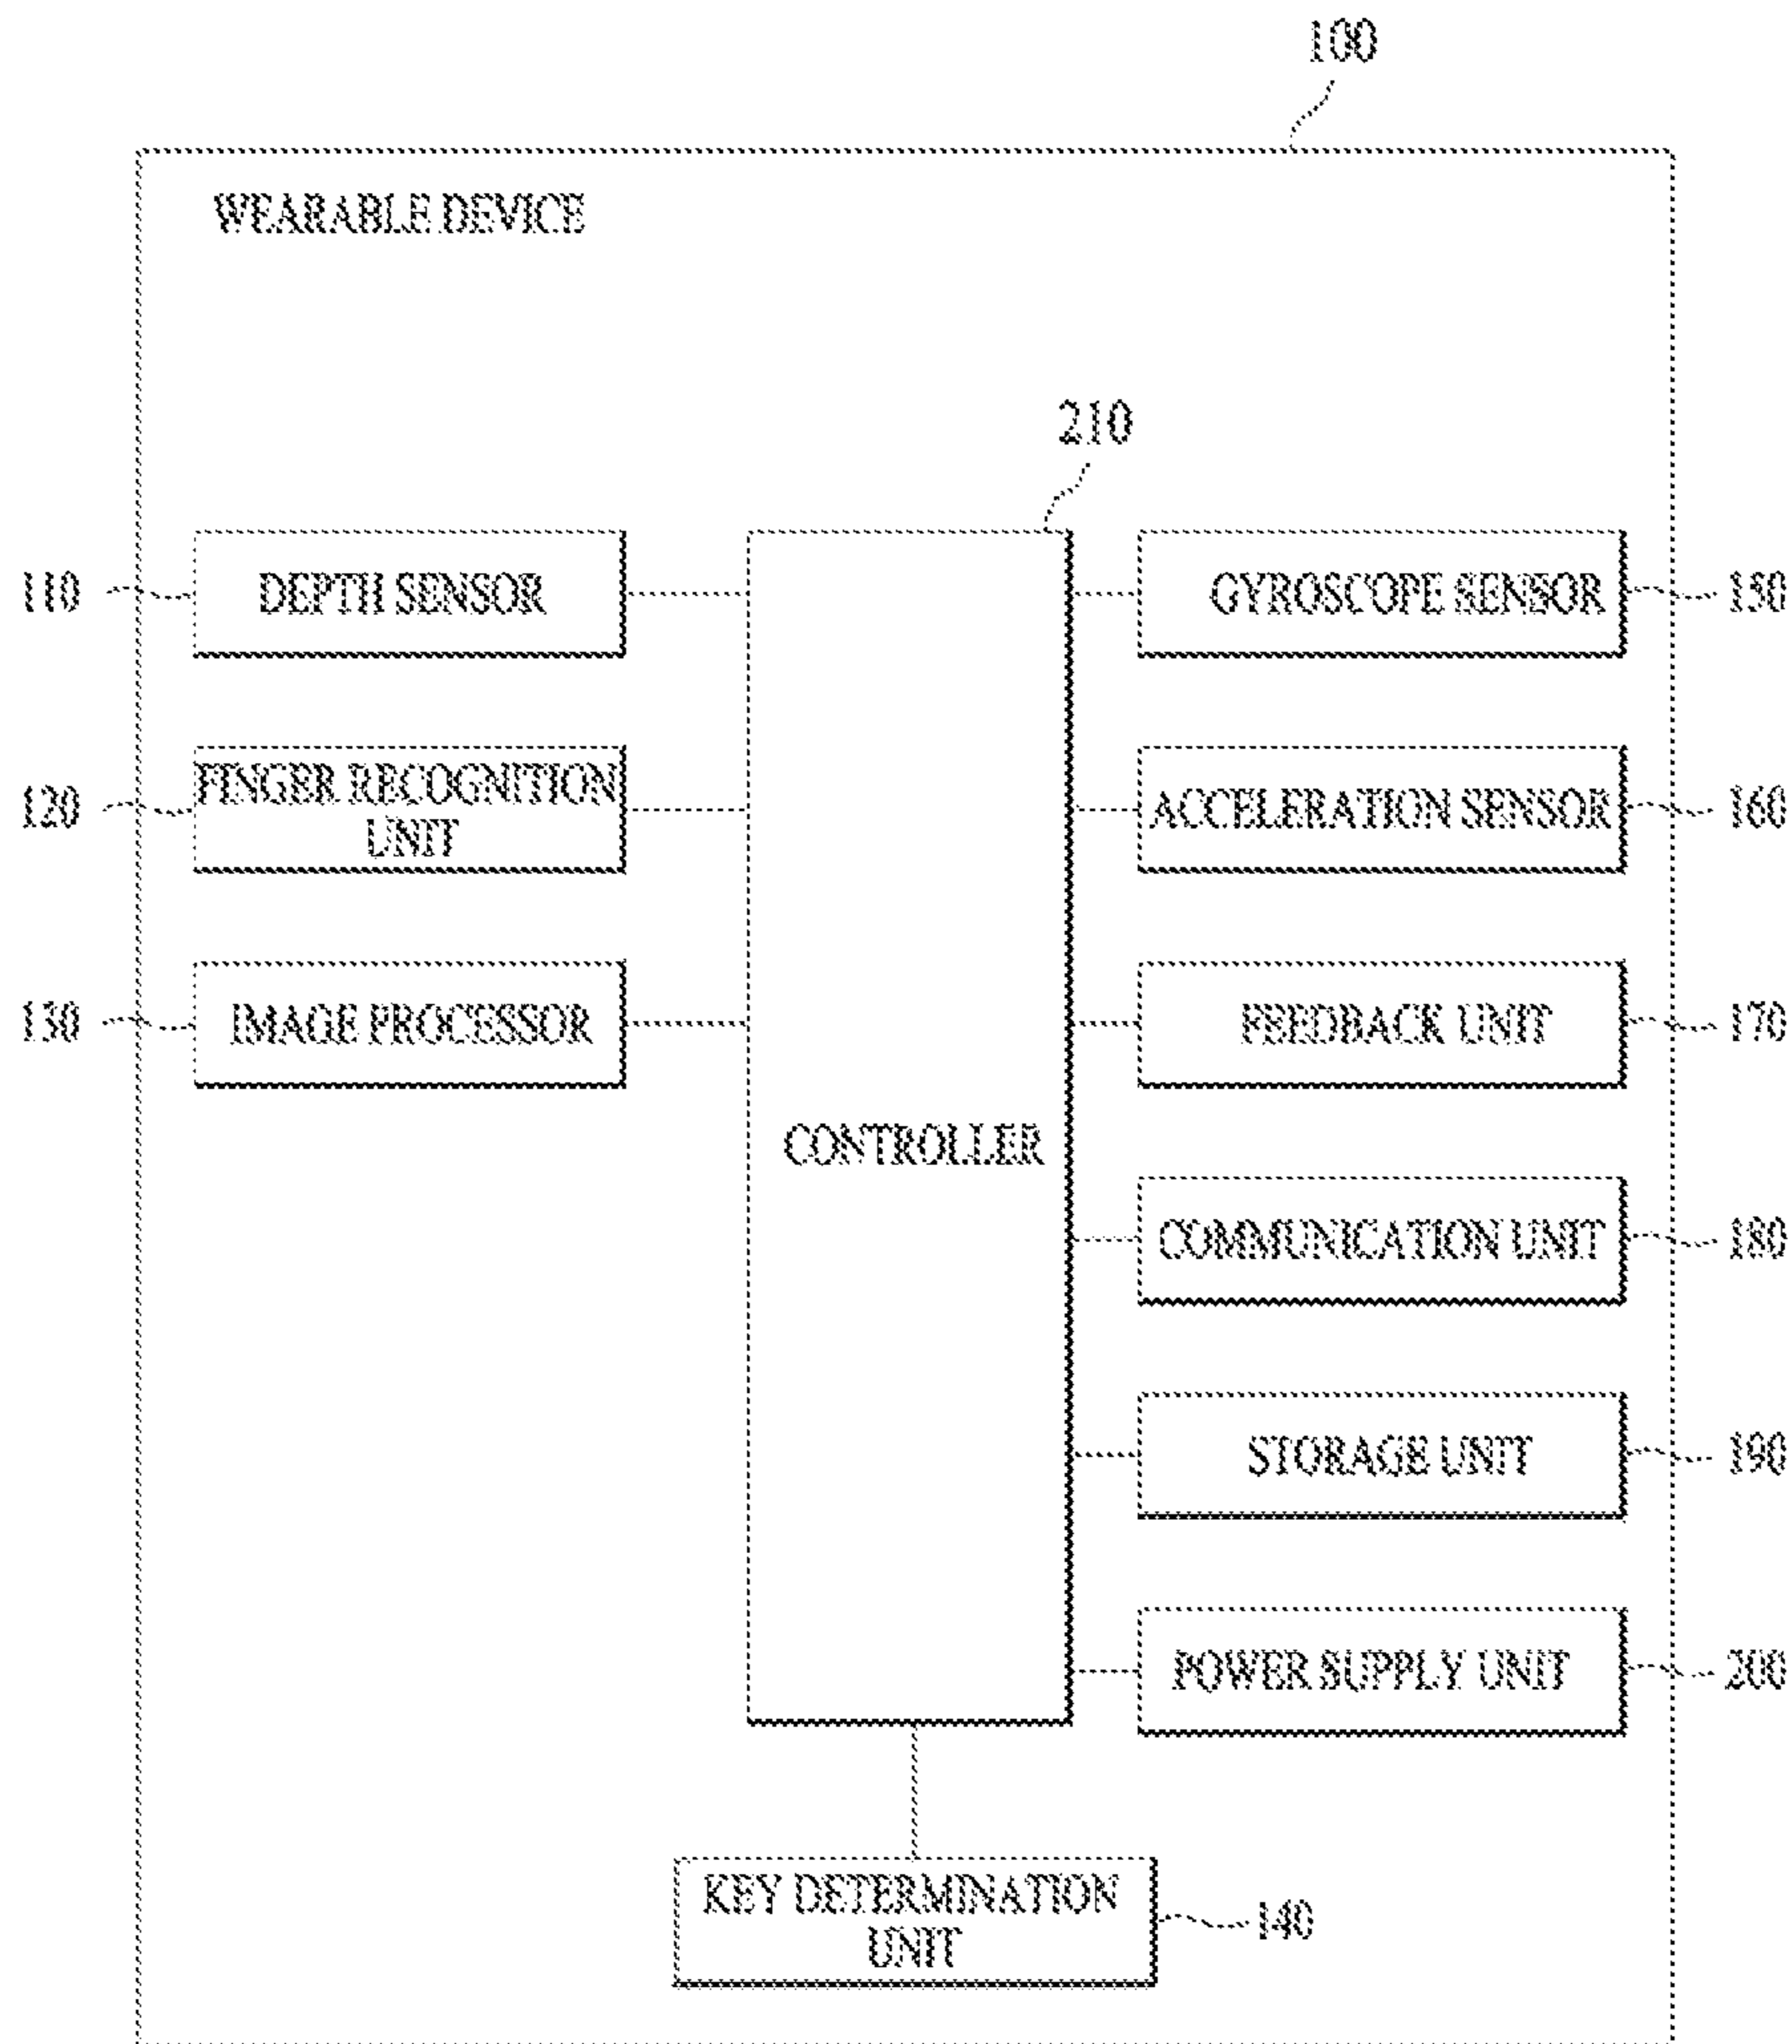 100
WEARABLE DEVICE
210
110
DEPTH SENSOR
GYROSCOPE SENSOR
150
120
FINGER RECOGNITION
UNIT
ACCELERATION SENSOR
160
130
IMAGE PROCESSOR
FEEDBACK UNIT
170
CONTROLLER
COMMUNICATION UNIT
180
STORAGE UNIT
190
POWER SUPPLY UNIT
200
KEY DETERMINATION
UNIT
140